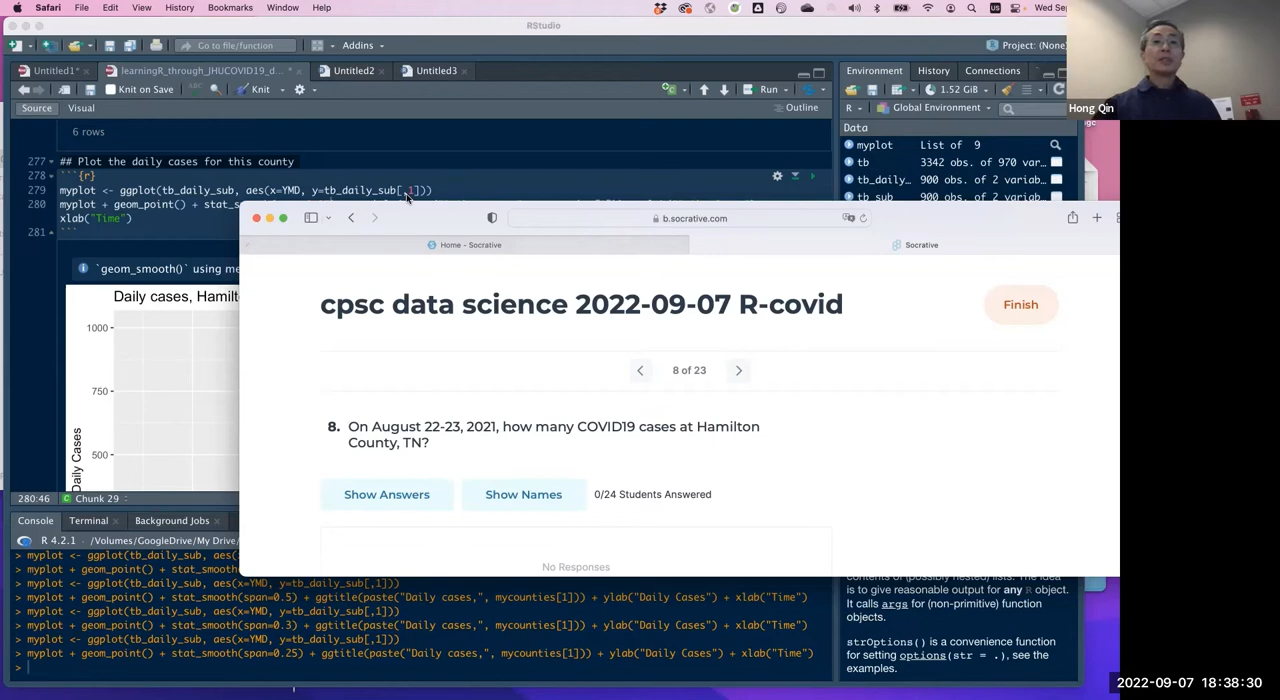 Safari File Edit View History Bookmarks Window Help
Wed Sep
RStudio
Go to file/function
Addins
Project: (None)
Untitled1*
learningR_through_JHUCOVID19_d...
Untitled2
Untitled3
Environment History Connections
Knit on Save
ABC
Knit
Run
1.52 GiB
Hong Qin
Source Visual
Outline
R
Global Environment
Data
6 rows
myplot List of 9
277 ## Plot the daily cases for this county
tb 3342 obs. of 970 var...
278 ```{r}
tb_daily_… 900 obs. of 2 variab…
279 myplot <- ggplot(tb_daily_sub, aes(x=YMD, y=tb_daily_sub[,1]))
tb_sub 900 obs. of 2 variab…
280 myplot + geom_point() + stat_s
xlab("Time")
281 ```
b.socrative.com
Home - Socrative
Socrative
`geom_smooth()` using me
Daily cases, Hamilt
1000
750
500
Daily Cases
cpsc data science 2022-09-07 R-covid
Finish
8 of 23
8. On August 22-23, 2021, how many COVID19 cases at Hamilton
County, TN?
Show Answers
Show Names
0/24 Students Answered
No Responses
280:46 Chunk 29
Console Terminal Background Jobs
R 4.2.1 . /Volumes/GoogleDrive/My Drive/
> myplot <- ggplot(tb_daily_sub, aes(
> myplot + geom_point() + stat_smooth
> myplot <- ggplot(tb_daily_sub, aes(x=YMD, y=tb_daily_sub[,1]))
> myplot + geom_point() + stat_smooth(span=0.5) + ggtitle(paste("Daily cases,", mycounties[1])) + ylab("Daily Cases") + xlab("Time")
> myplot <- ggplot(tb_daily_sub, aes(x=YMD, y=tb_daily_sub[,1]))
> myplot + geom_point() + stat_smooth(span=0.3) + ggtitle(paste("Daily cases,", mycounties[1])) + ylab("Daily Cases") + xlab("Time")
> myplot <- ggplot(tb_daily_sub, aes(x=YMD, y=tb_daily_sub[,1]))
> myplot + geom_point() + stat_smooth(span=0.25) + ggtitle(paste("Daily cases,", mycounties[1])) + ylab("Daily Cases") + xlab("Time")
>
contents of (possibly nested) lists. The idea
is to give reasonable output for any R object.
It calls args for (non-primitive) function
objects.
strOptions() is a convenience function
for setting options(str = .), see the
examples.
2022-09-07 18:38:30